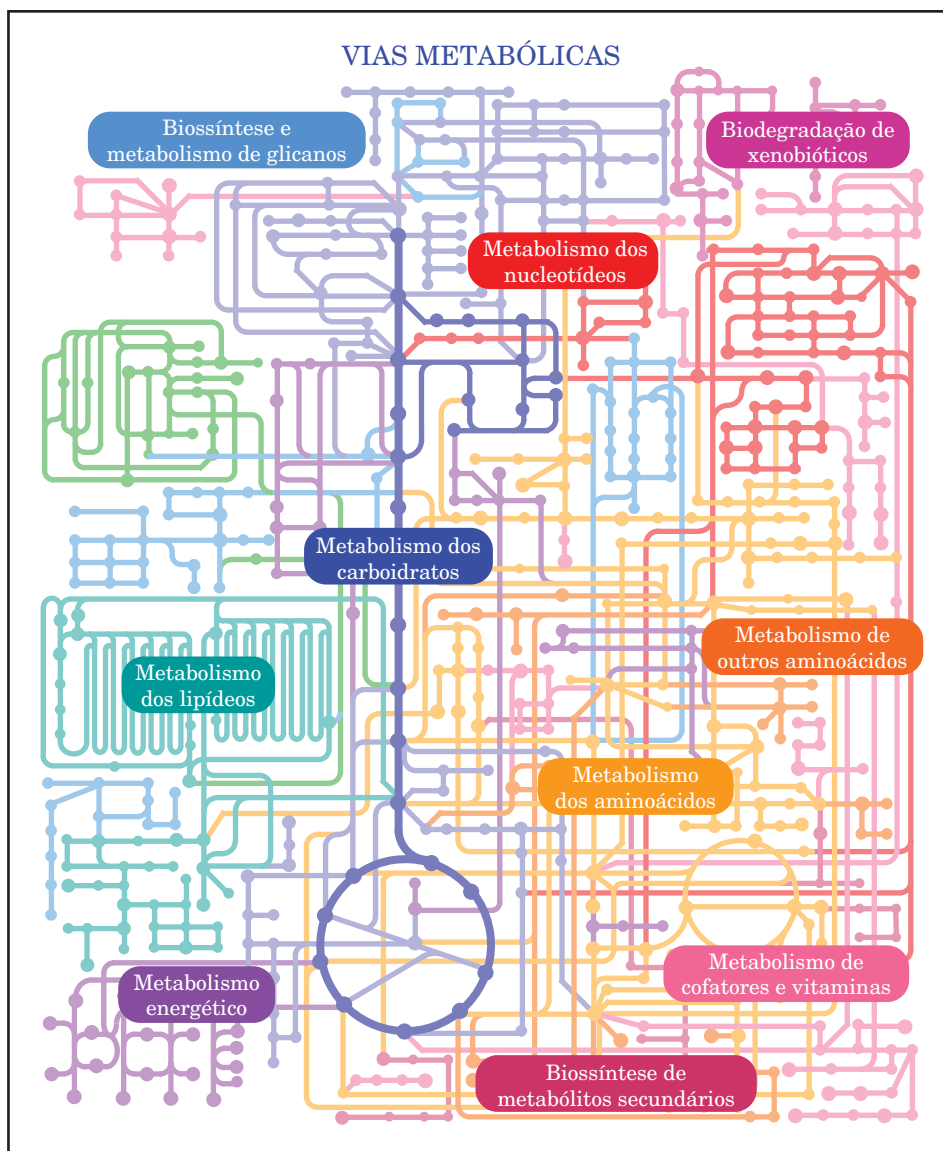 VIAS METABÓLICAS
Biossíntese e
metabolismo de glicanos
Biodegradação de
xenobióticos
Metabolismo dos
nucleotídeos
Metabolismo dos
carboidratos
Metabolismo
dos lipídeos
Metabolismo de
outros aminoácidos
Metabolismo
dos aminoácidos
Metabolismo
energético
Metabolismo de
cofatores e vitaminas
Biossíntese de
metabólitos secundários